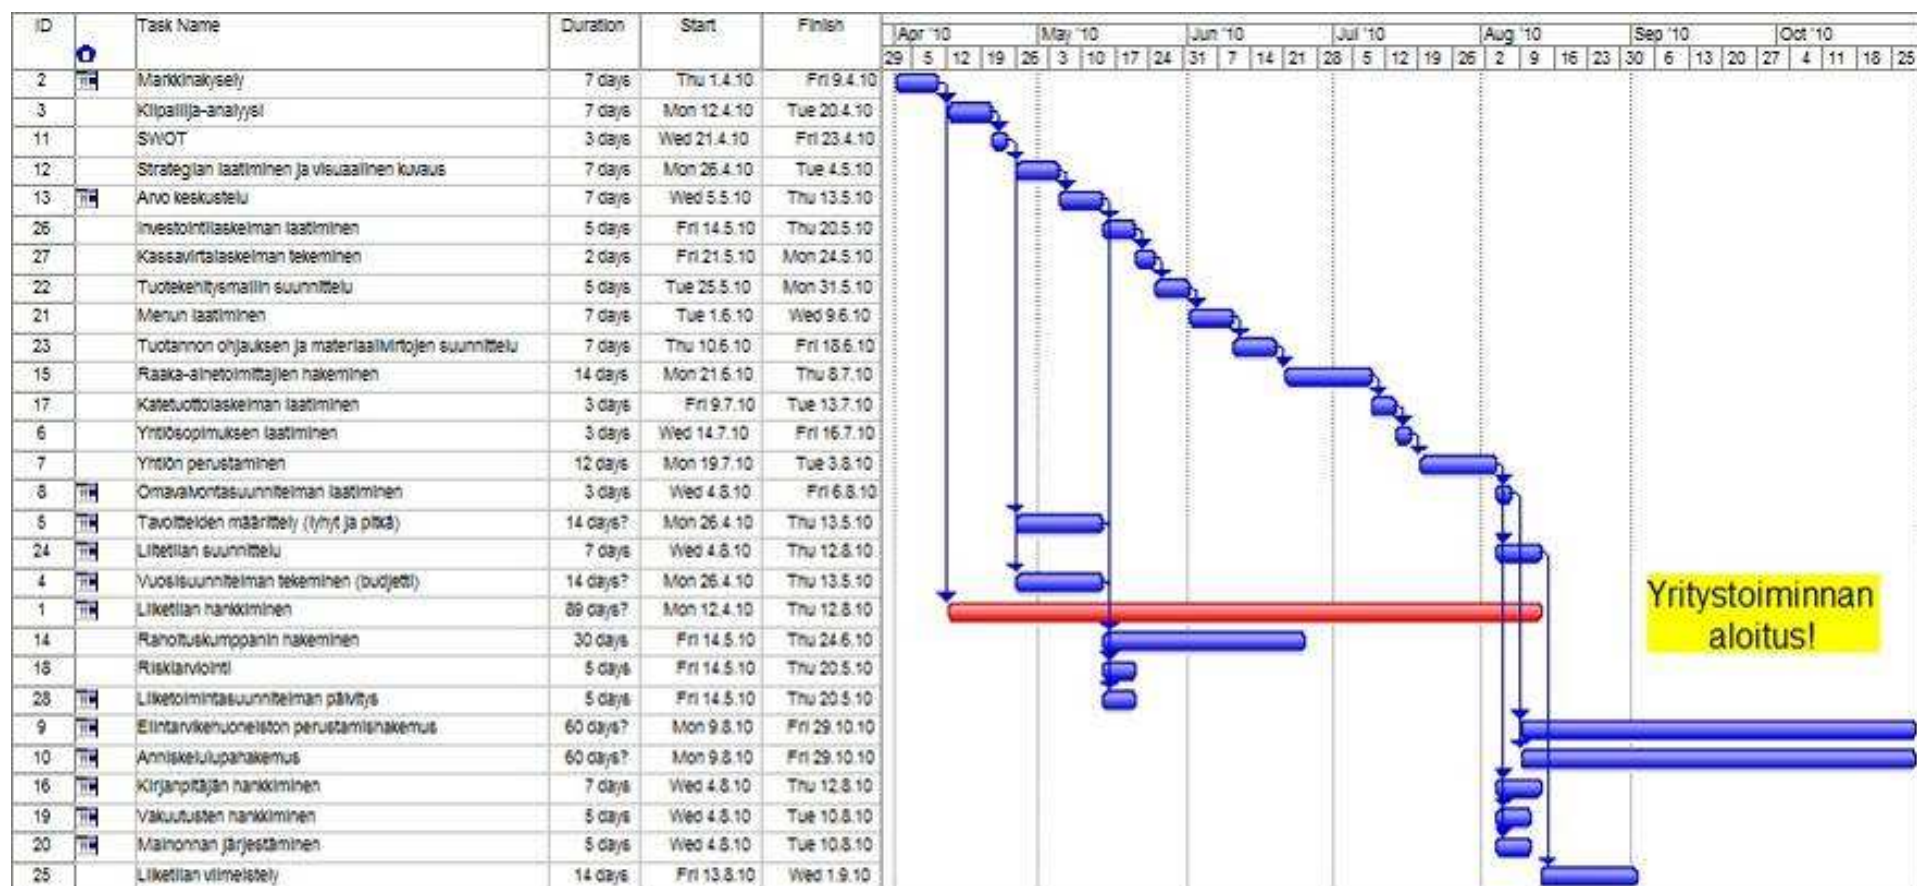 ID Task Name Duration Start Finish
Apr '10 May '10 Jun '10 Jul '10 Aug '10 Sep '10 Oct '10
29 5 12 19 26 3 10 17 24 31 7 14 21 28 5 12 19 26 2 9 16 23 30 6 13 20 27 4 11 18 25
2 Markkinakysely 7 days Thu 1.4.10 Fri 9.4.10
3 Kilpailija-analyysi 7 days Mon 12.4.10 Tue 20.4.10
11 SWOT 3 days Wed 21.4.10 Fri 23.4.10
12 Strategian laatiminen ja visuaalinen kuvaus 7 days Mon 26.4.10 Tue 4.5.10
13 Arvo keskustelu 7 days Wed 5.5.10 Thu 13.5.10
26 Investointilaskelman laatiminen 5 days Fri 14.5.10 Thu 20.5.10
27 Kassavirtalaskelman tekeminen 2 days Fri 21.5.10 Mon 24.5.10
22 Tuotekehitysmallin suunnittelu 5 days Tue 25.5.10 Mon 31.5.10
21 Menun laatiminen 7 days Tue 1.6.10 Wed 9.6.10
23 Tuotannon ohjauksen ja materiaalivirtojen suunnittelu 7 days Thu 10.6.10 Fri 18.6.10
15 Raaka-ainetoimittajien hakeminen 14 days Mon 21.6.10 Thu 8.7.10
17 Katetuottolaskelman laatiminen 3 days Fri 9.7.10 Tue 13.7.10
6 Yhtiösopimuksen laatiminen 3 days Wed 14.7.10 Fri 16.7.10
7 Yhtiön perustaminen 12 days Mon 19.7.10 Tue 3.8.10
8 Omavalvontasuunnitelman laatiminen 3 days Wed 4.8.10 Fri 6.8.10
5 Tavoitteiden määrittely (lyhyt ja pitkä) 14 days? Mon 26.4.10 Thu 13.5.10
24 Liiketilan suunnittelu 7 days Wed 4.8.10 Thu 12.8.10
4 Vuosisuunnitelman tekeminen (budjetti) 14 days? Mon 26.4.10 Thu 13.5.10
1 Liiketilan hankkiminen 89 days? Mon 12.4.10 Thu 12.8.10
Yritystoiminnan
aloitus!
14 Rahoituskumppanin hakeminen 30 days Fri 14.5.10 Thu 24.6.10
18 Riskiarviointi 5 days Fri 14.5.10 Thu 20.5.10
28 Liiketoimintasuunnitelman päivitys 5 days Fri 14.5.10 Thu 20.5.10
9 Elintarvikehuoneiston perustamishakemus 60 days? Mon 9.8.10 Fri 29.10.10
10 Anniskelulupahakemus 60 days? Mon 9.8.10 Fri 29.10.10
16 Kirjanpitäjän hankkiminen 7 days Wed 4.8.10 Thu 12.8.10
19 Vakuutusten hankkiminen 5 days Wed 4.8.10 Tue 10.8.10
20 Mainonnan järjestäminen 5 days Wed 4.8.10 Tue 10.8.10
25 Liiketilan viimeistely 14 days Fri 13.8.10 Wed 1.9.10